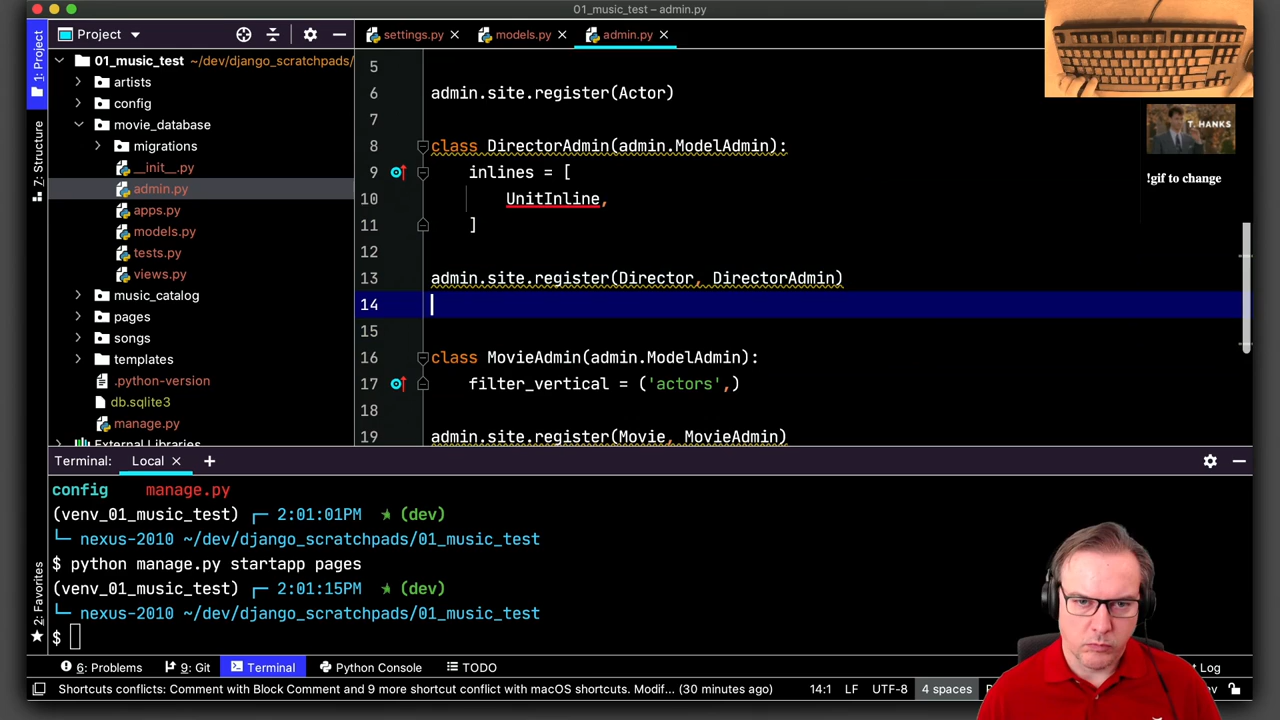 01_music_test – admin.py
Project
settings.py
models.py
admin.py
1: Project
7: Structure
2: Favorites
01_music_test ~/dev/django_scratchpads/
artists
config
movie_database
migrations
__init__.py
admin.py
apps.py
models.py
tests.py
views.py
music_catalog
pages
songs
templates
.python-version
db.sqlite3
manage.py
External Libraries
5
6 admin.site.register(Actor)
7
8 class DirectorAdmin(admin.ModelAdmin):
9 inlines = [
10 UnitInline,
11 ]
12
13 admin.site.register(Director, DirectorAdmin)
14
15
16 class MovieAdmin(admin.ModelAdmin):
17 filter_vertical = ('actors',)
18
19 admin.site.register(Movie, MovieAdmin)
T. HANKS
!gif to change
Terminal: Local +
config manage.py
(venv_01_music_test) 2:01:01PM (dev)
nexus-2010 ~/dev/django_scratchpads/01_music_test
$ python manage.py startapp pages
(venv_01_music_test) 2:01:15PM (dev)
nexus-2010 ~/dev/django_scratchpads/01_music_test
$
6: Problems 9: Git Terminal Python Console TODO Log
Shortcuts conflicts: Comment with Block Comment and 9 more shortcut conflict with macOS shortcuts. Modif... (30 minutes ago) 14:1 LF UTF-8 4 spaces